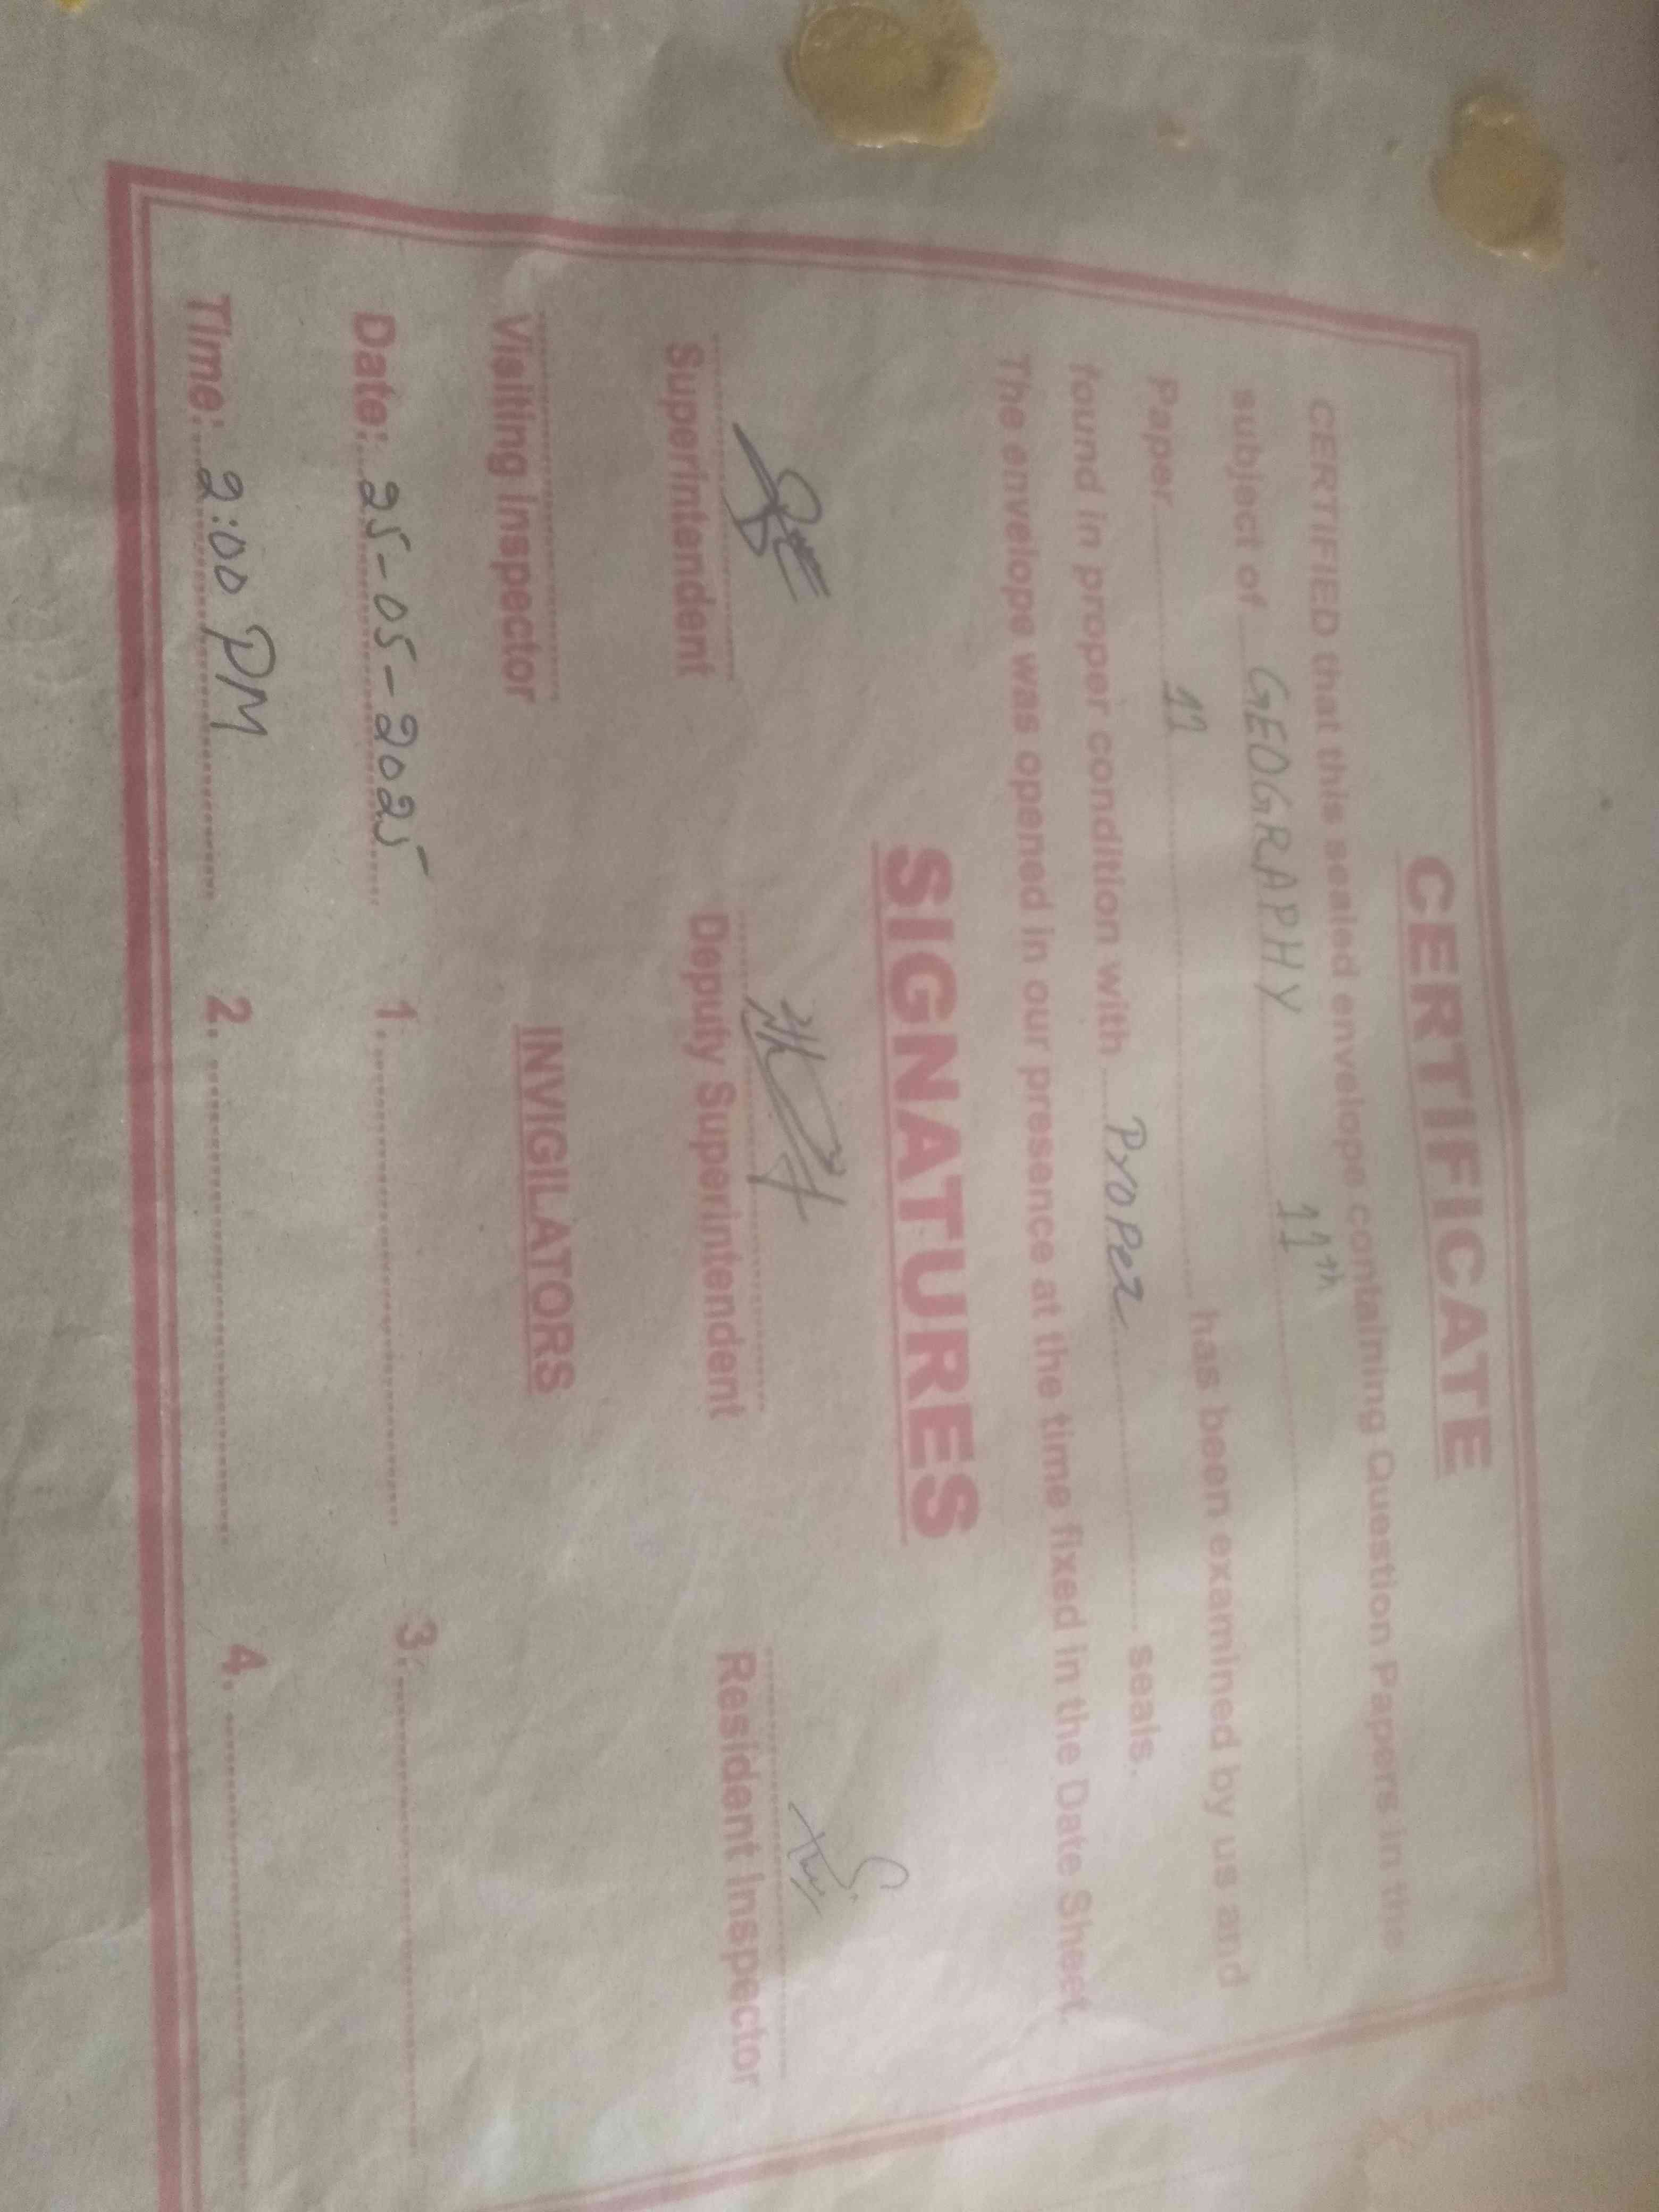 CERTIFICATE
CERTIFIED that this sealed envelope containing Question Papers in the
subject of GEOGRAPHY 11th
Paper 11 has been examined by us and
found in proper condition with Proper seals.
The envelope was opened in our presence at the time fixed in the Date Sheet.
SIGNATURES
Superintendent Deputy Superintendent Resident Inspector
Visiting Inspector INVIGILATORS
Date: 25-05-2025 1. 3.
Time: 2:00 PM 2. 4.